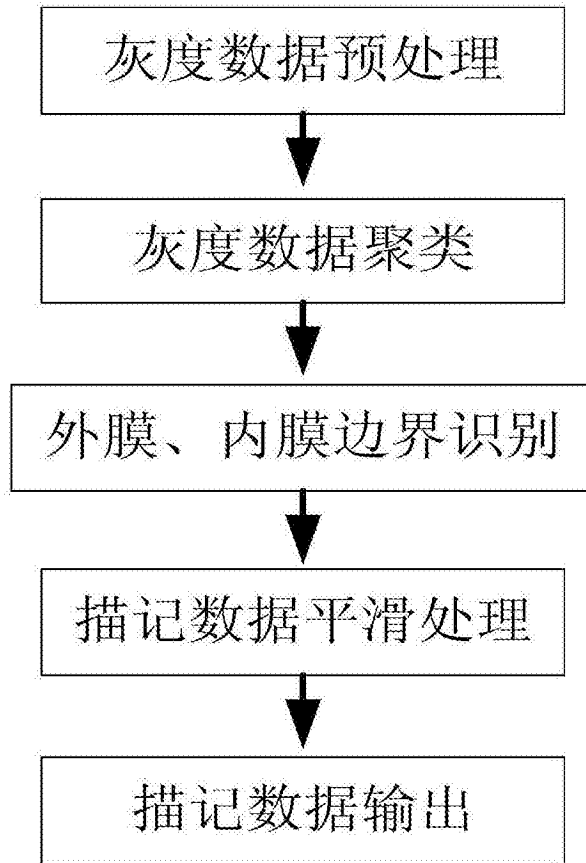 灰度数据预处理
灰度数据聚类
外膜、内膜边界识别
描记数据平滑处理
描记数据输出